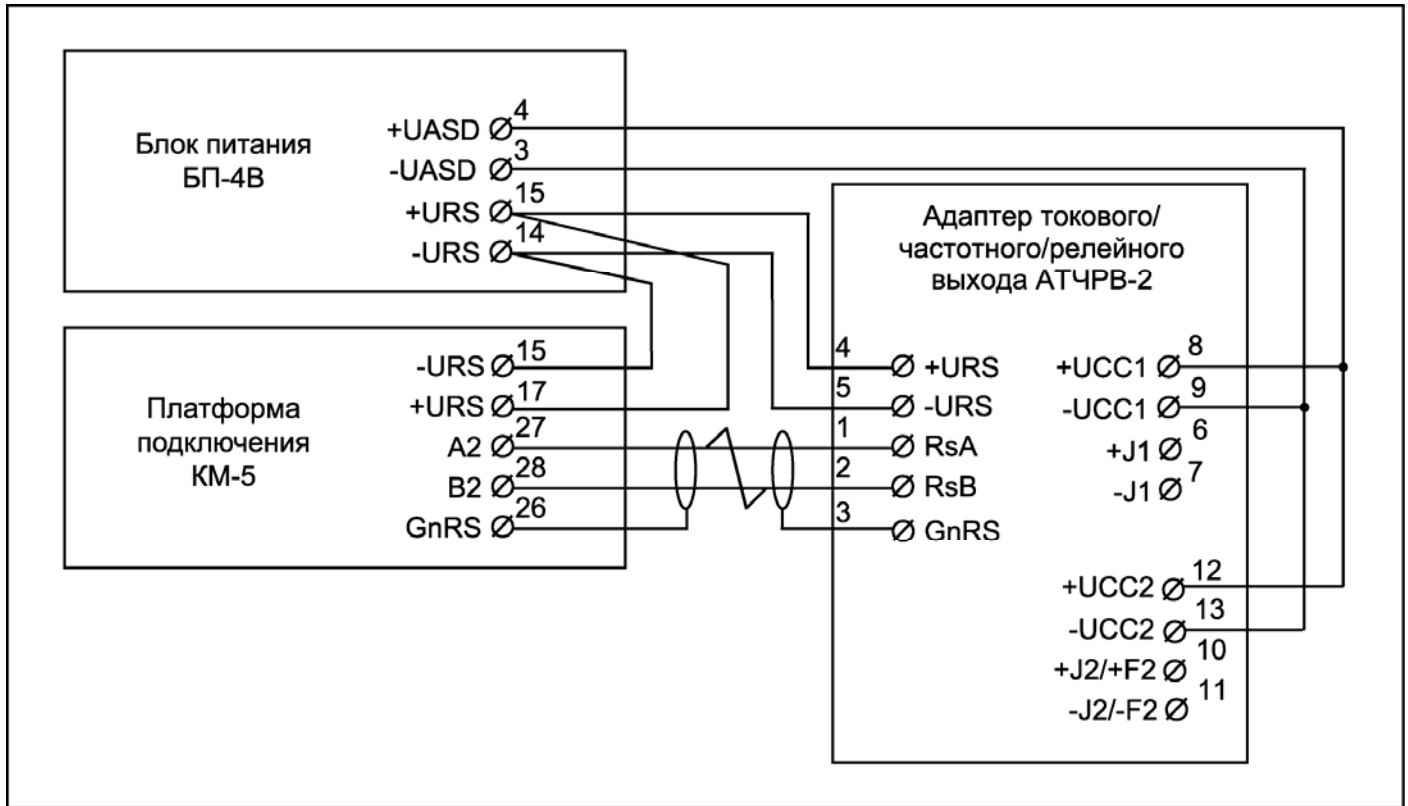 Блок питания
БП-4В
+UASD 4
-UASD 3
+URS 15
-URS 14
Платформа
подключения
КМ-5
-URS 15
+URS 17
A2 27
B2 28
GnRS 26
Адаптер токового/
частотного/релейного
выхода АТЧРВ-2
4 +URS
5 -URS
1 RsA
2 RsB
3 GnRS
+UCC1 8
-UCC1 9
+J1 6
-J1 7
+UCC2 12
-UCC2 13
+J2/+F2 10
-J2/-F2 11